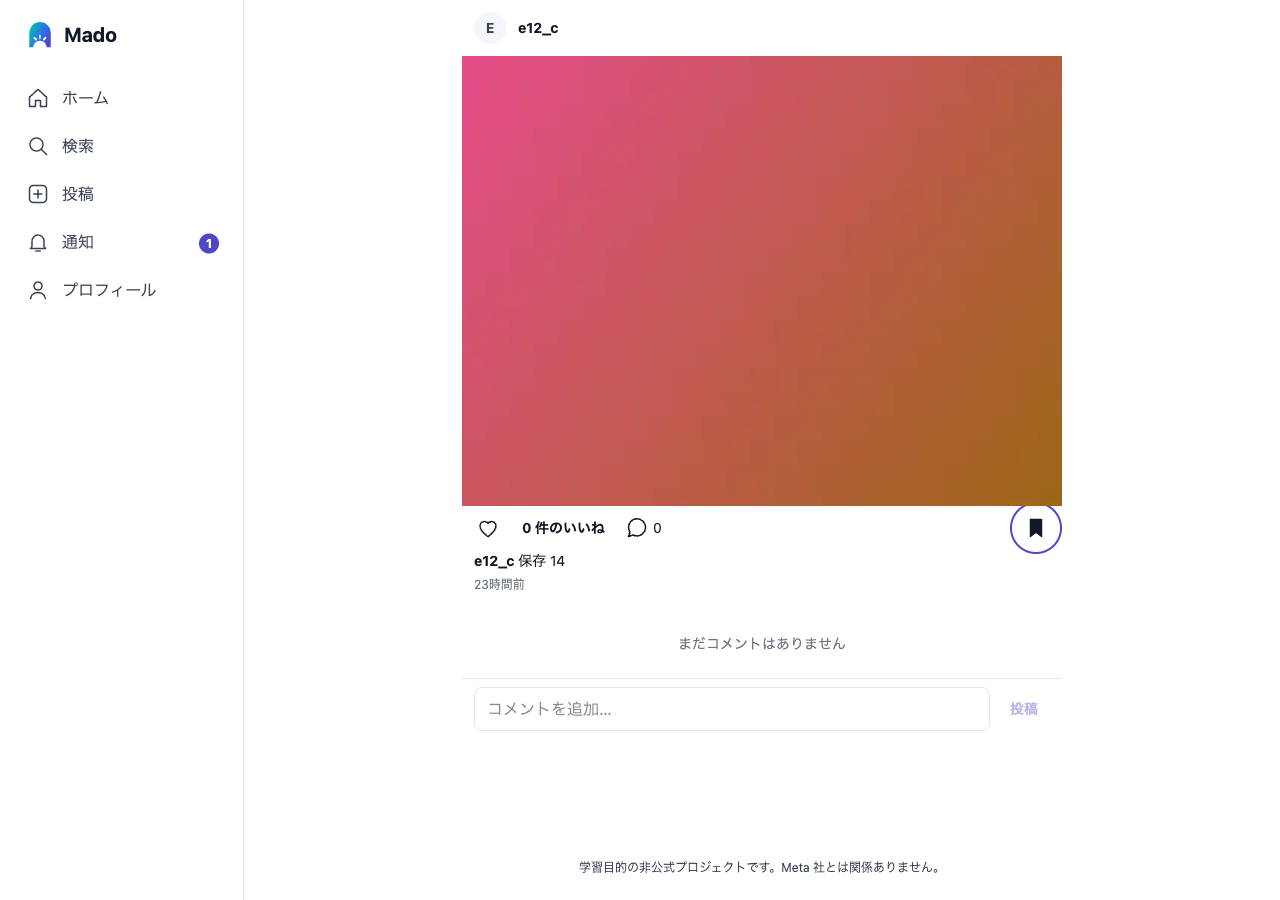 Mado
ホーム
検索
投稿
通知 1
プロフィール
E e12_c
0 件のいいね 0
e12_c 保存 14
23時間前
まだコメントはありません
コメントを追加... 投稿
学習目的の非公式プロジェクトです。Meta 社とは関係ありません。